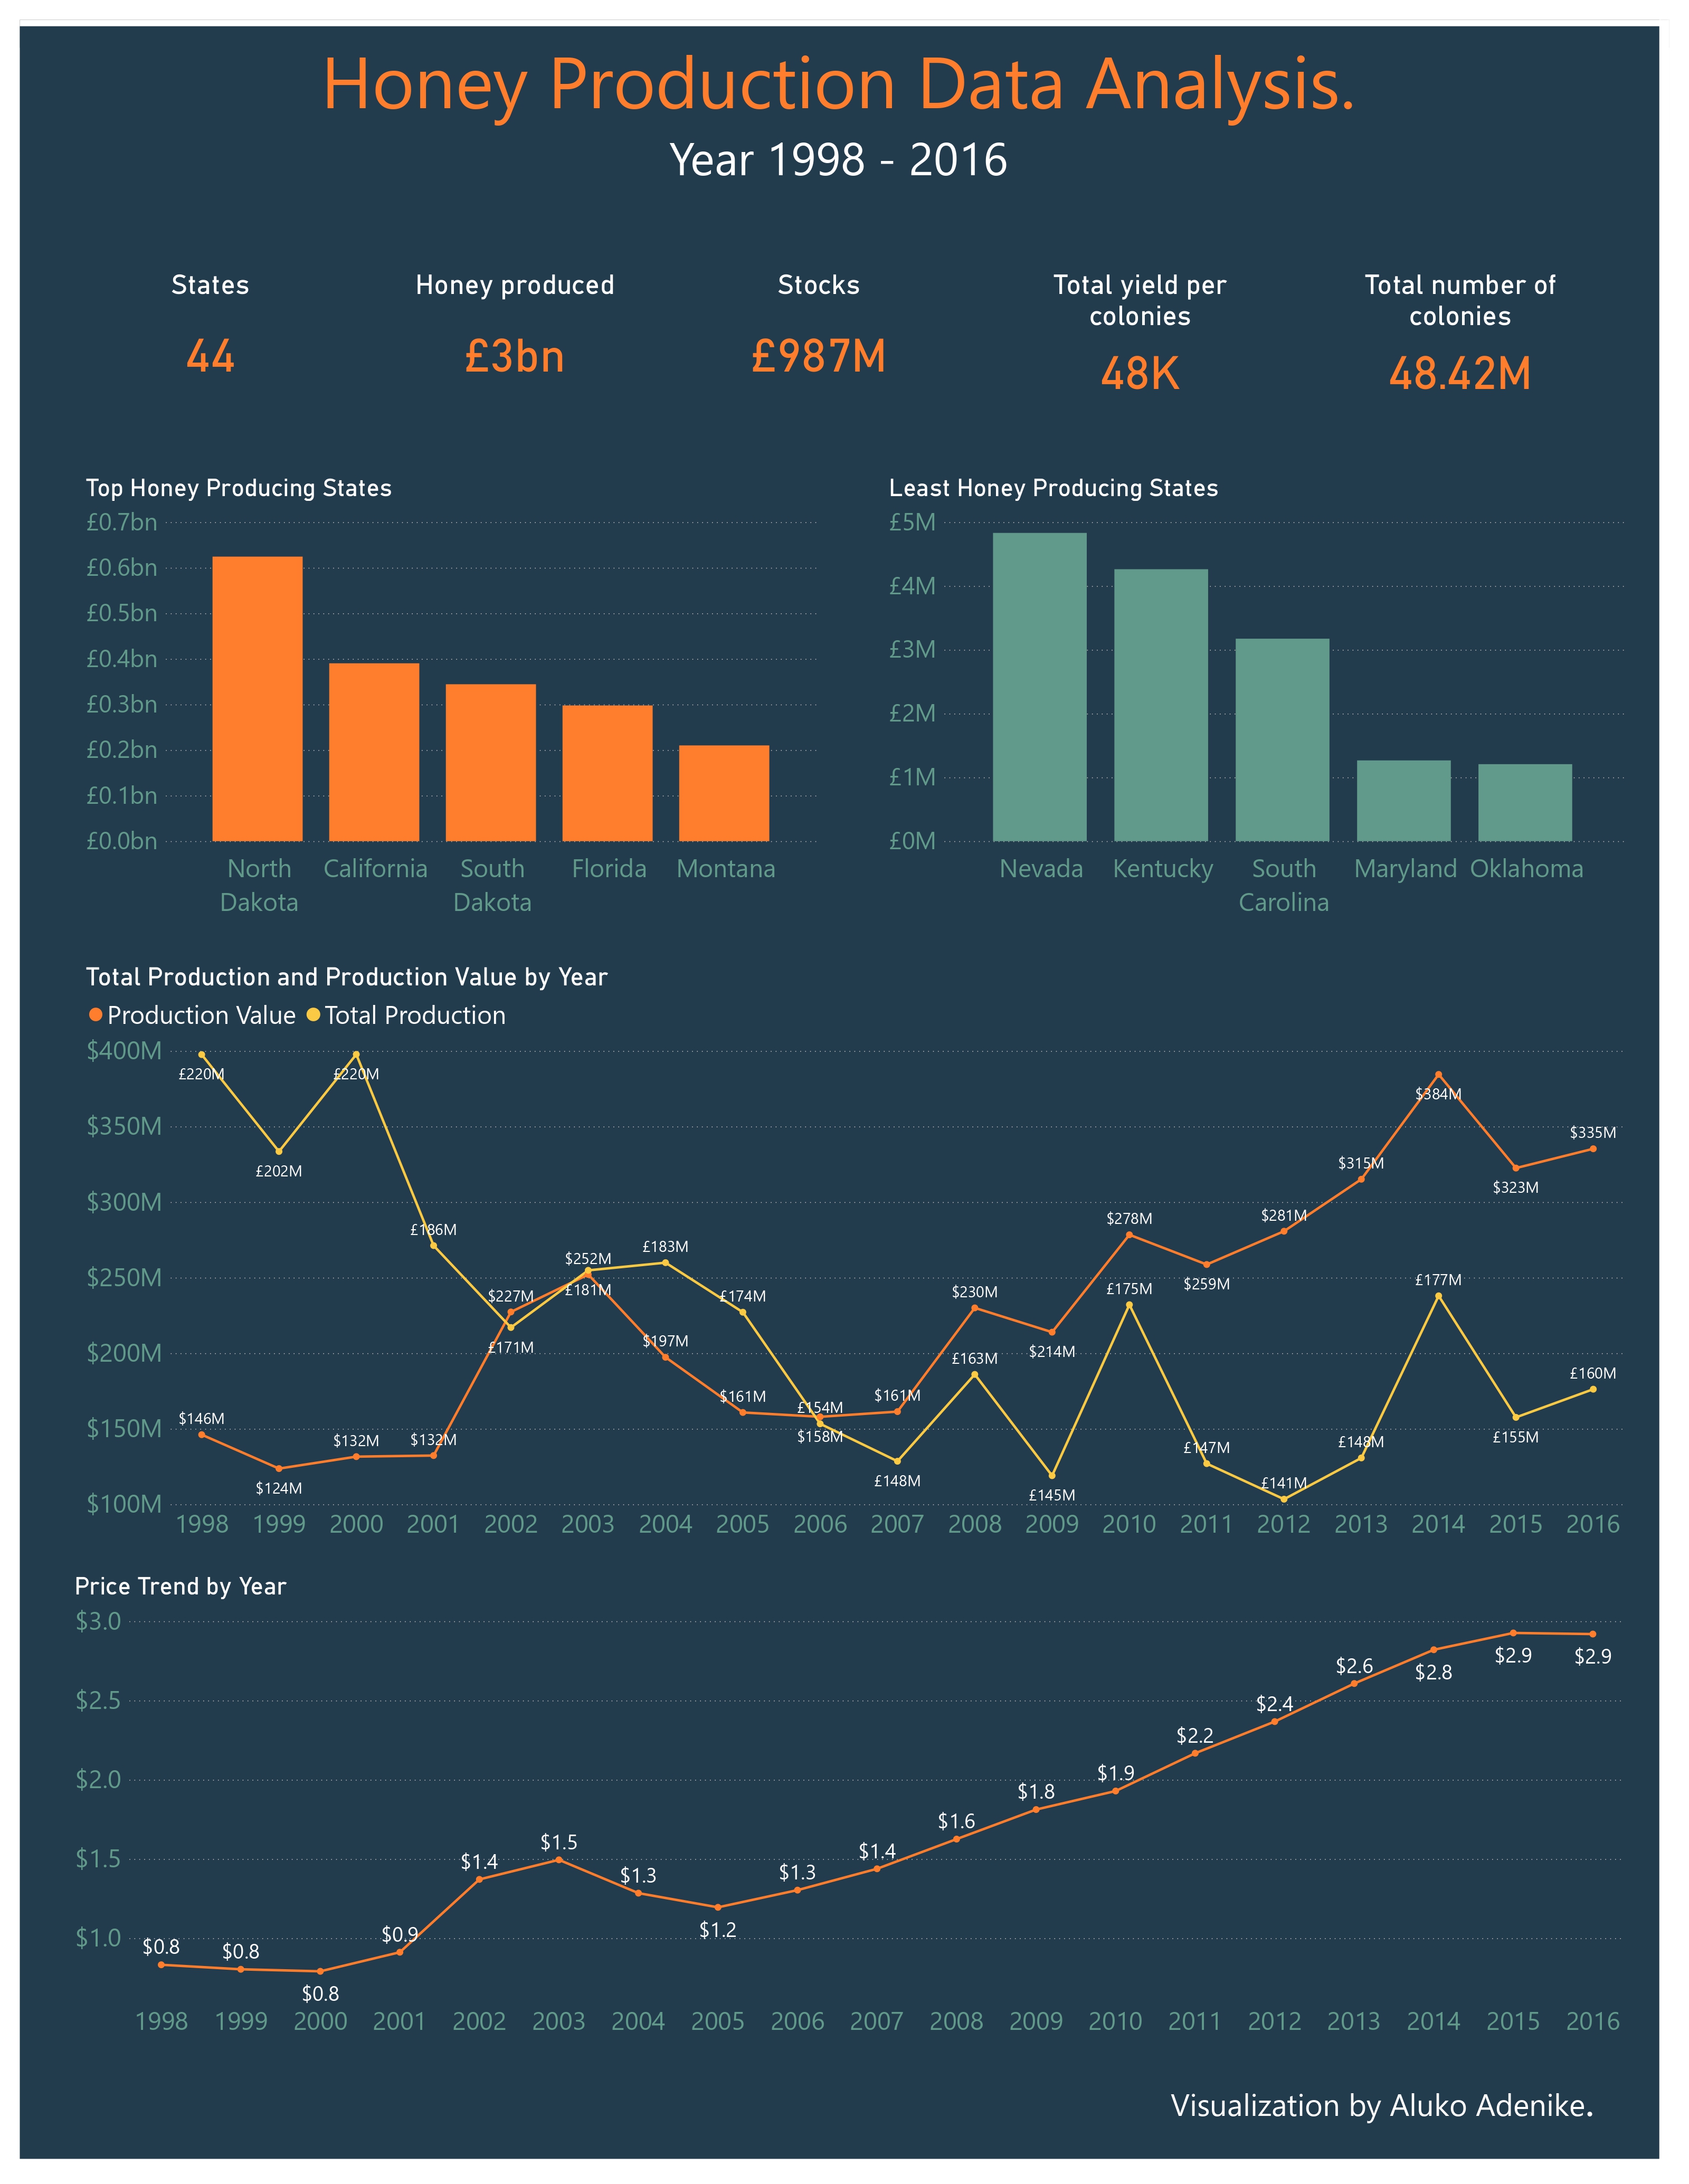 Honey Production Data Analysis.
Year 1998 - 2016
States
44
Honey produced
£3bn
Stocks
£987M
Total yield per
colonies
48K
Total number of
colonies
48.42M
Top Honey Producing States
£0.7bn
£0.6bn
£0.5bn
£0.4bn
£0.3bn
£0.2bn
£0.1bn
£0.0bn
North
Dakota
California
South
Dakota
Florida
Montana
Least Honey Producing States
£5M
£4M
£3M
£2M
£1M
£0M
Nevada
Kentucky
South
Carolina
Maryland
Oklahoma
Total Production and Production Value by Year
Production Value Total Production
$400M
$350M
$300M
$250M
$200M
$150M
$100M
£220M
£202M
£220M
£186M
£171M
£181M
£183M
£174M
£154M
£148M
£163M
£145M
£175M
£147M
£141M
£148M
£177M
£155M
£160M
$146M
$124M
$132M
$132M
$227M
$252M
$197M
$161M
$158M
$161M
$230M
$214M
$278M
$259M
$281M
$315M
$384M
$323M
$335M
1998 1999 2000 2001 2002 2003 2004 2005 2006 2007 2008 2009 2010 2011 2012 2013 2014 2015 2016
Price Trend by Year
$3.0
$2.5
$2.0
$1.5
$1.0
$0.8
$0.8
$0.8
$0.9
$1.4
$1.5
$1.3
$1.2
$1.3
$1.4
$1.6
$1.8
$1.9
$2.2
$2.4
$2.6
$2.8
$2.9
$2.9
1998 1999 2000 2001 2002 2003 2004 2005 2006 2007 2008 2009 2010 2011 2012 2013 2014 2015 2016
Visualization by Aluko Adenike.